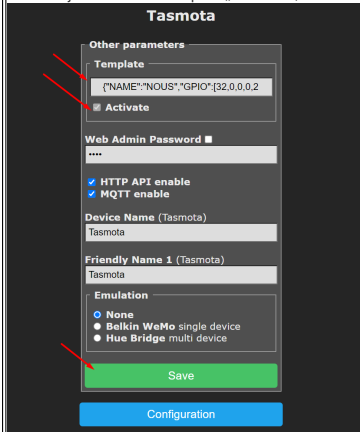 Tasmota
Other parameters
Template
{"NAME":"NOUS","GPIO":[32,0,0,0,2
Activate
Web Admin Password
••••
HTTP API enable
MQTT enable
Device Name (Tasmota)
Tasmota
Friendly Name 1 (Tasmota)
Tasmota
Emulation
None
Belkin WeMo single device
Hue Bridge multi device
Save
Configuration